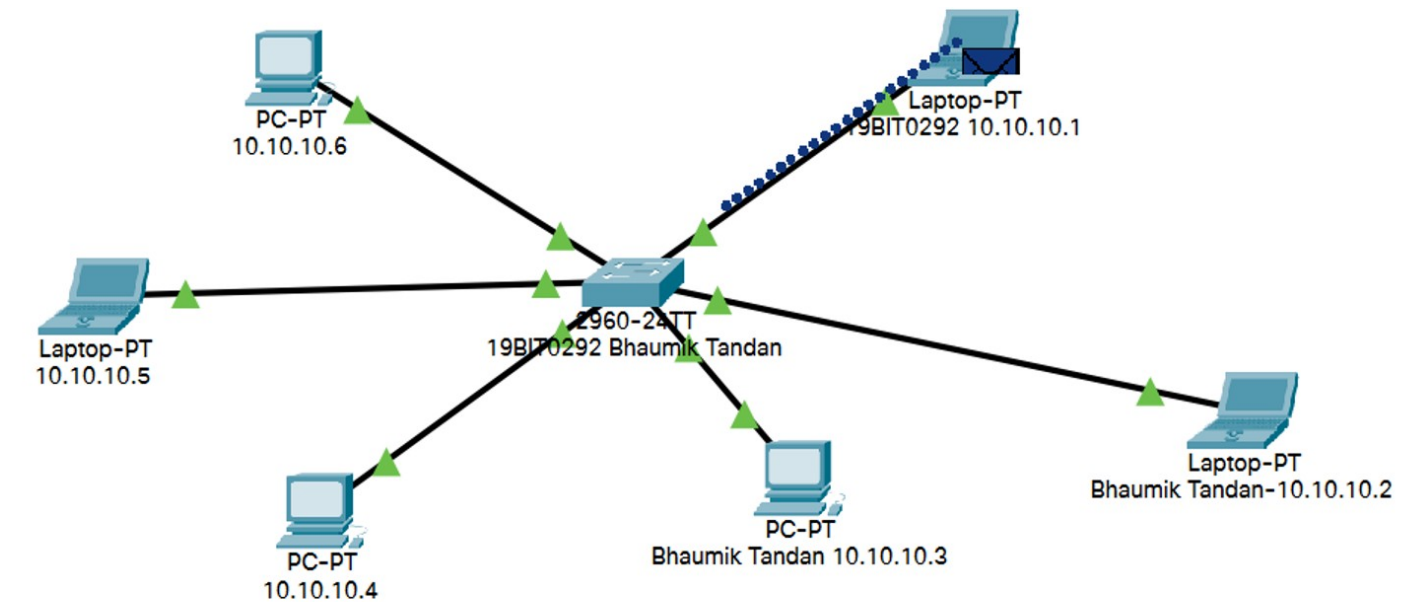 PC-PT
10.10.10.6
Laptop-PT
19BIT0292 10.10.10.1
Laptop-PT
10.10.10.5
2960-24TT
19BIT0292 Bhaumik Tandan
Laptop-PT
Bhaumik Tandan-10.10.10.2
PC-PT
Bhaumik Tandan 10.10.10.3
PC-PT
10.10.10.4